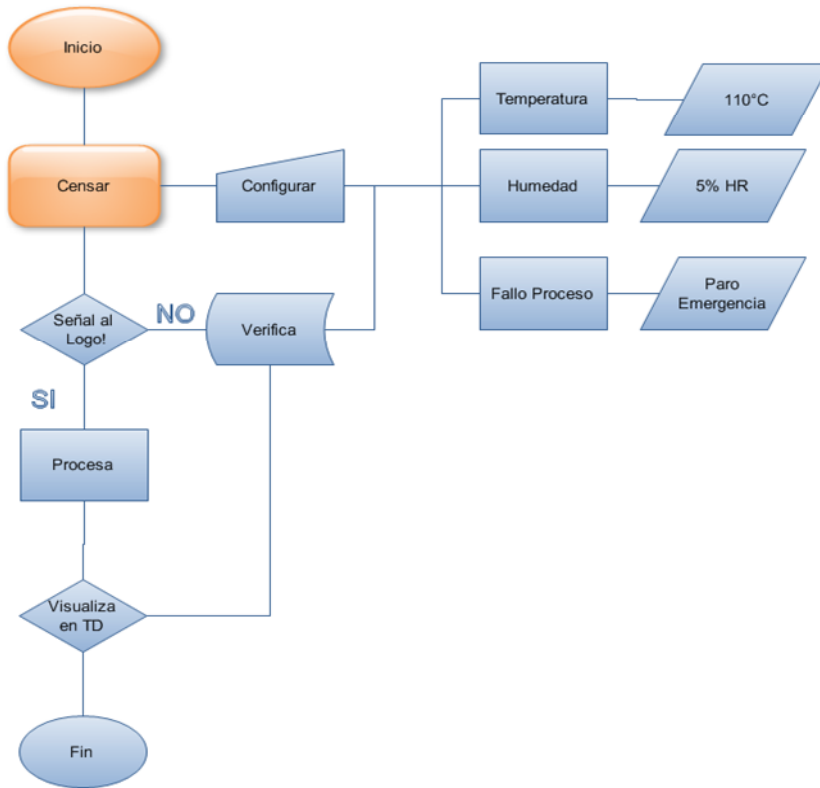 Inicio
Temperatura
110°C
Censar
Configurar
Humedad
5% HR
Fallo Proceso
Paro
Emergencia
Señal al
Logo!
NO
Verifica
SI
Procesa
Visualiza
en TD
Fin